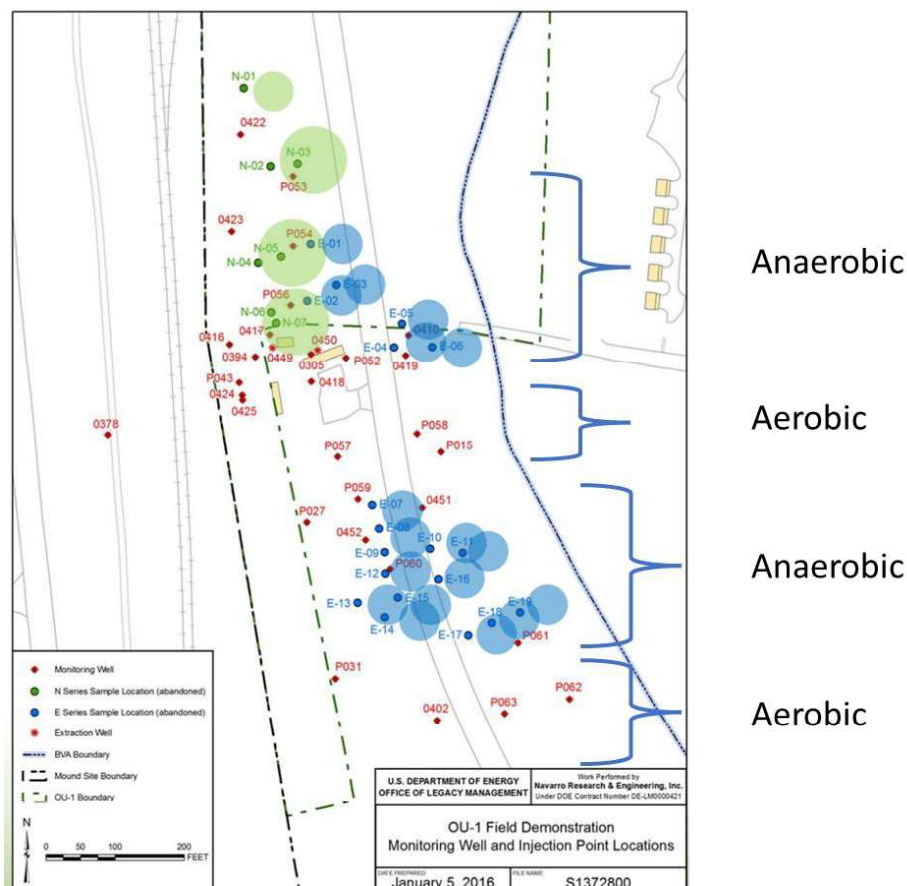 N-01
0422
N-03
N-02
P053
0423
P054
E-01
N-05
N-04
E-03
P056
E-02
N-06
N-07
E-05
0417
0410
0416
0450
E-04
E-06
0394
0449
0305
P052
0419
P043
0418
0424
0425
0378
P058
P057
P015
P059
E-07
0451
P027
E-08
0452
E-10
E-11
E-09
P060
E-12
E-16
E-13
E-15
E-19
E-14
E-18
E-17
P061
P031
P062
P063
0402
Anaerobic
Aerobic
Anaerobic
Aerobic
Monitoring Well
N Series Sample Location (abandoned)
E Series Sample Location (abandoned)
Extraction Well
BVA Boundary
Mound Site Boundary
OU-1 Boundary
N
0 50 100 200
FEET
U.S. DEPARTMENT OF ENERGY
OFFICE OF LEGACY MANAGEMENT
Work Performed by
Navarro Research & Engineering, Inc.
Under DOE Contract Number DE-LM0000421
OU-1 Field Demonstration
Monitoring Well and Injection Point Locations
DATE PREPARED:
January 5, 2016
FILE NAME:
S1372800